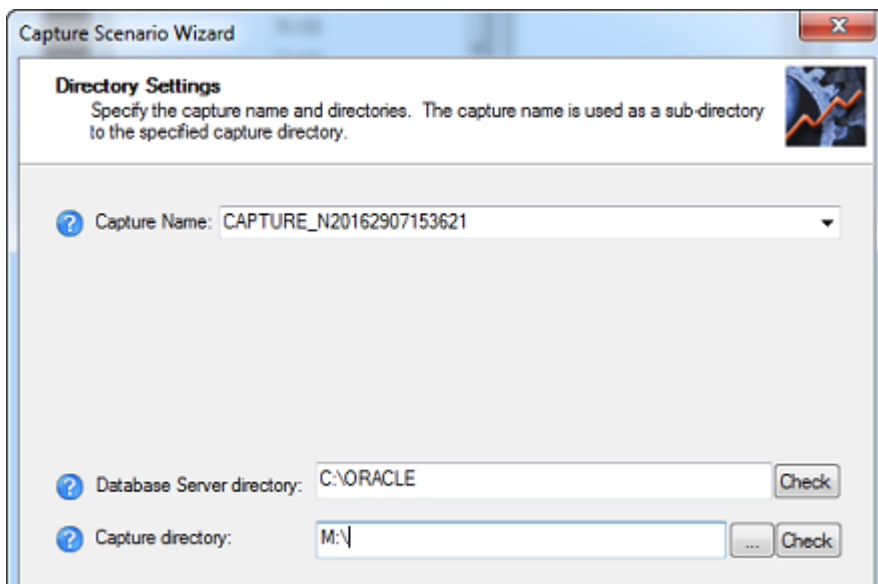 Capture Scenario Wizard
Directory Settings
Specify the capture name and directories. The capture name is used as a sub-directory
to the specified capture directory.
Capture Name: CAPTURE_N20162907153621
Database Server directory: C:\ORACLE Check
Capture directory: M:\ ... Check